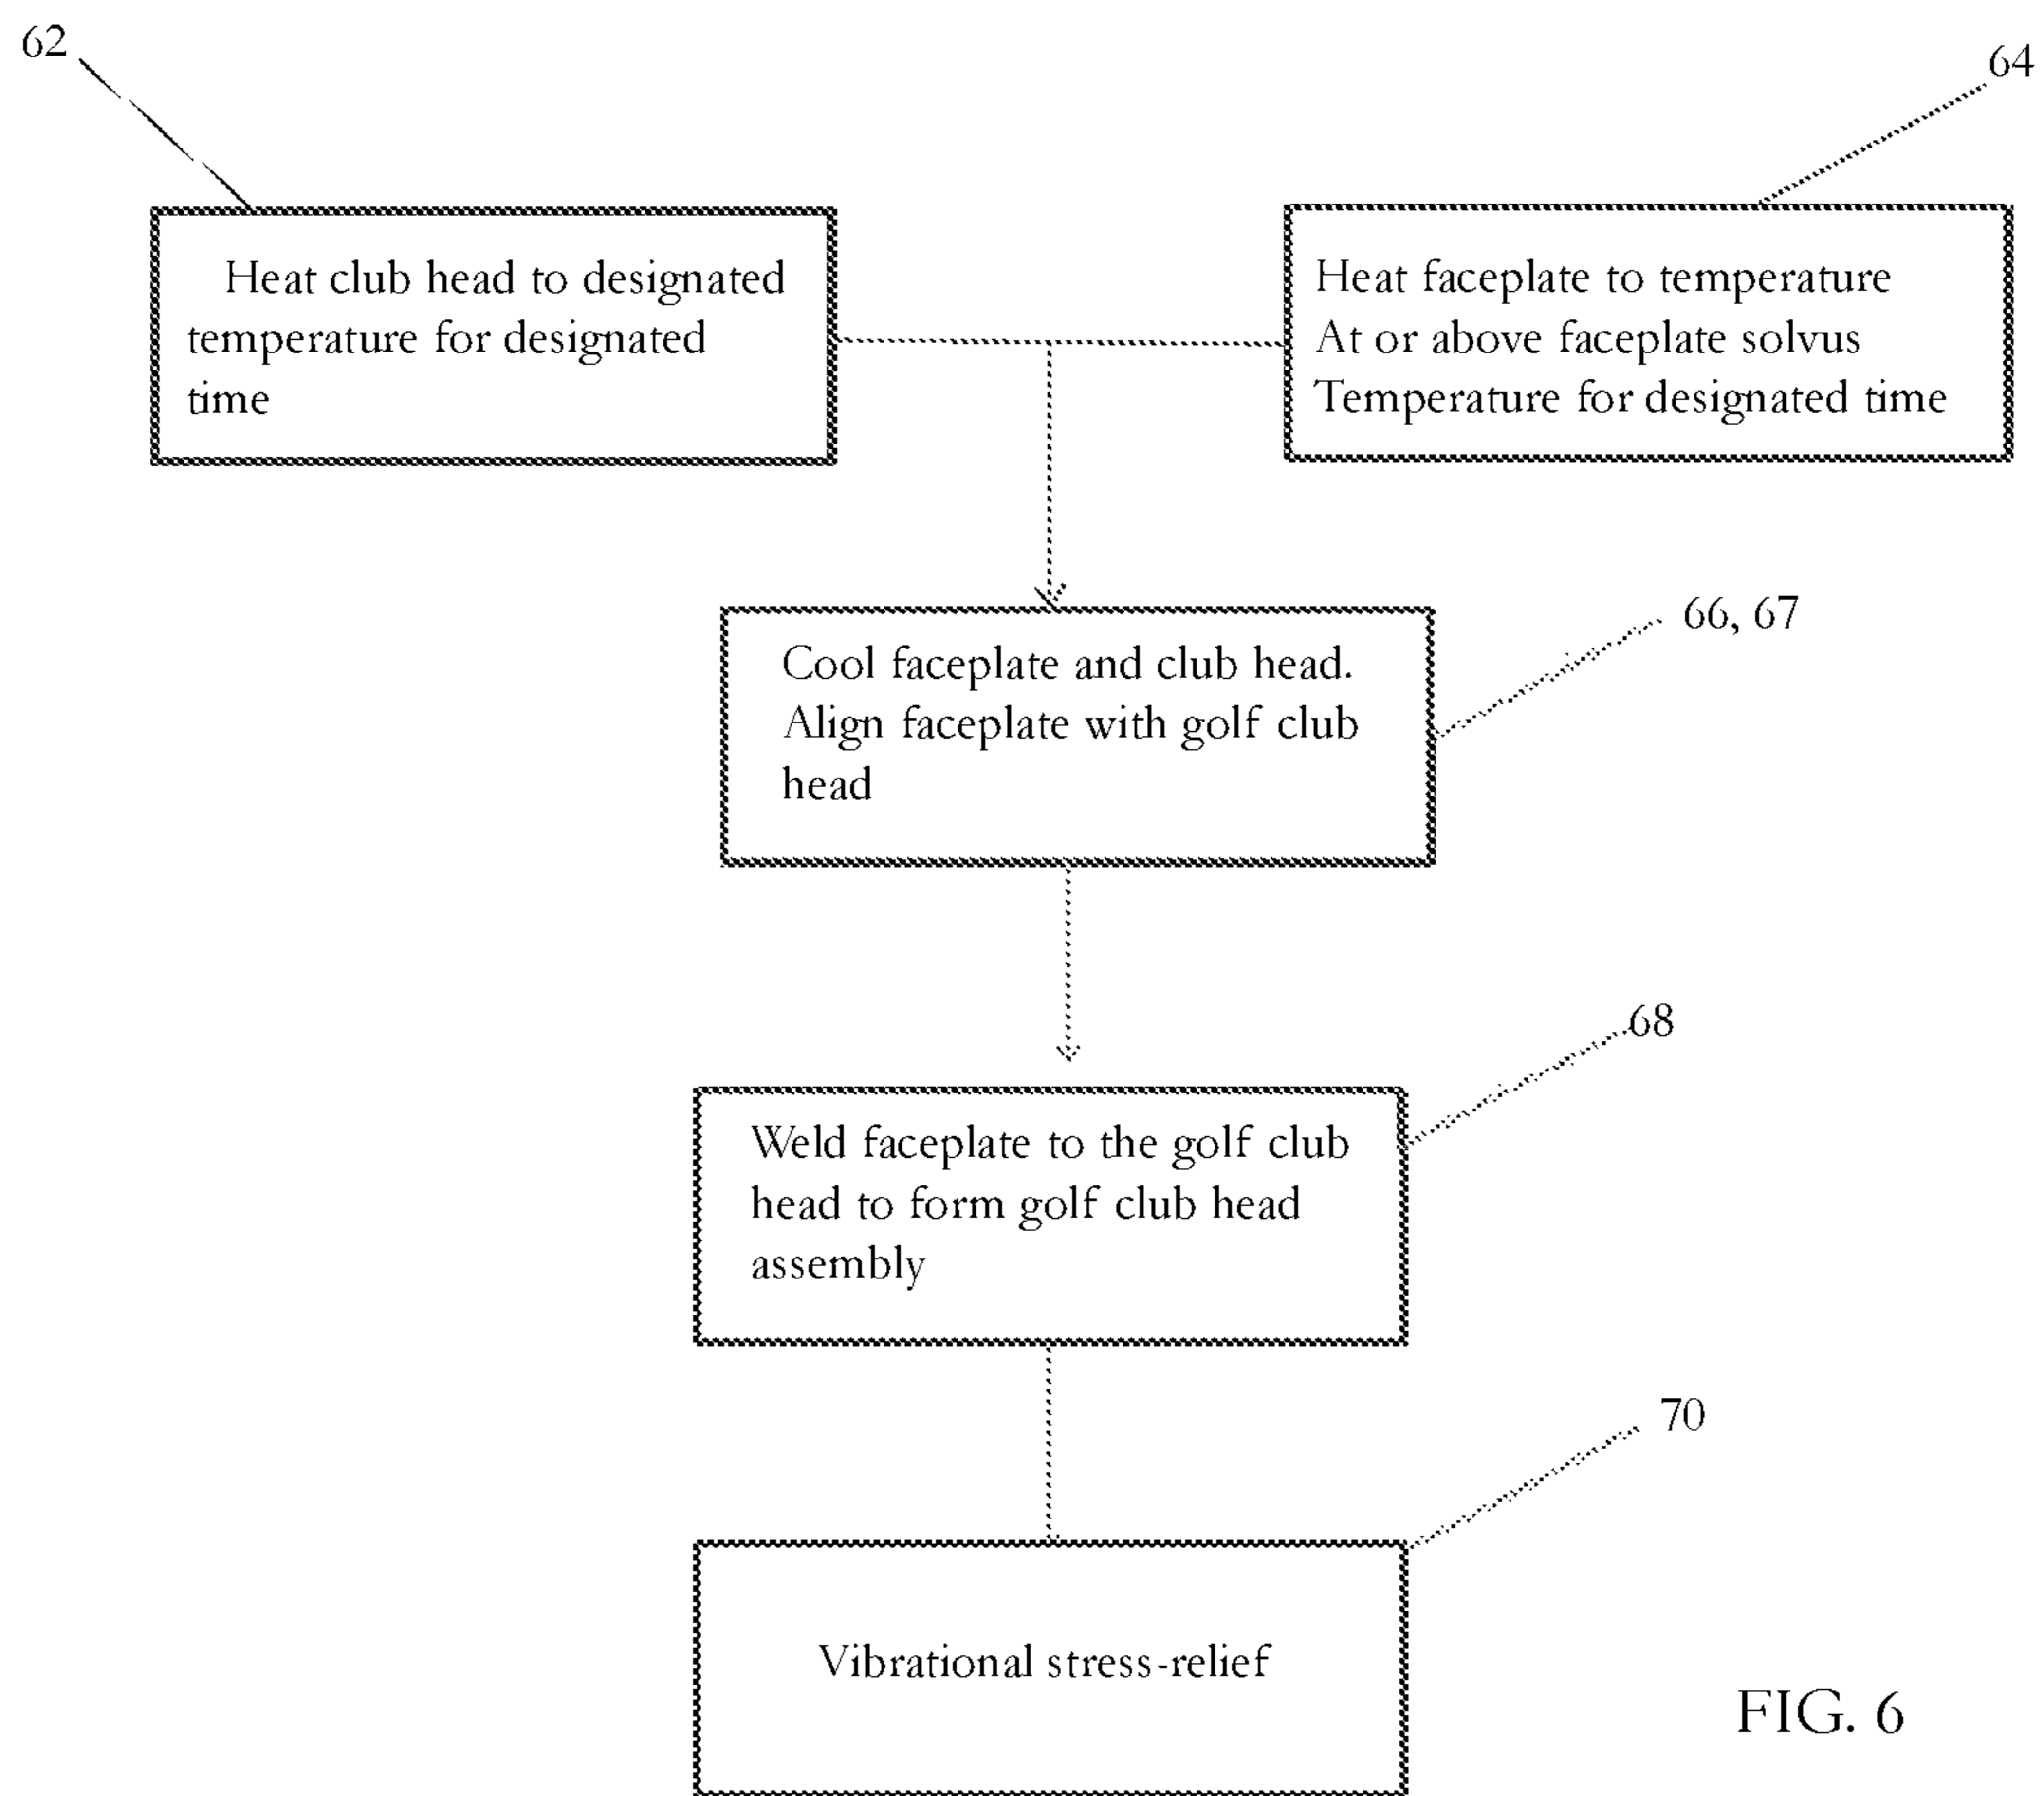 62
64
Heat club head to designated
temperature for designated
time
Heat faceplate to temperature
At or above faceplate solvus
Temperature for designated time
66, 67
Cool faceplate and club head.
Align faceplate with golf club
head
68
Weld faceplate to the golf club
head to form golf club head
assembly
70
Vibrational stress-relief
FIG. 6